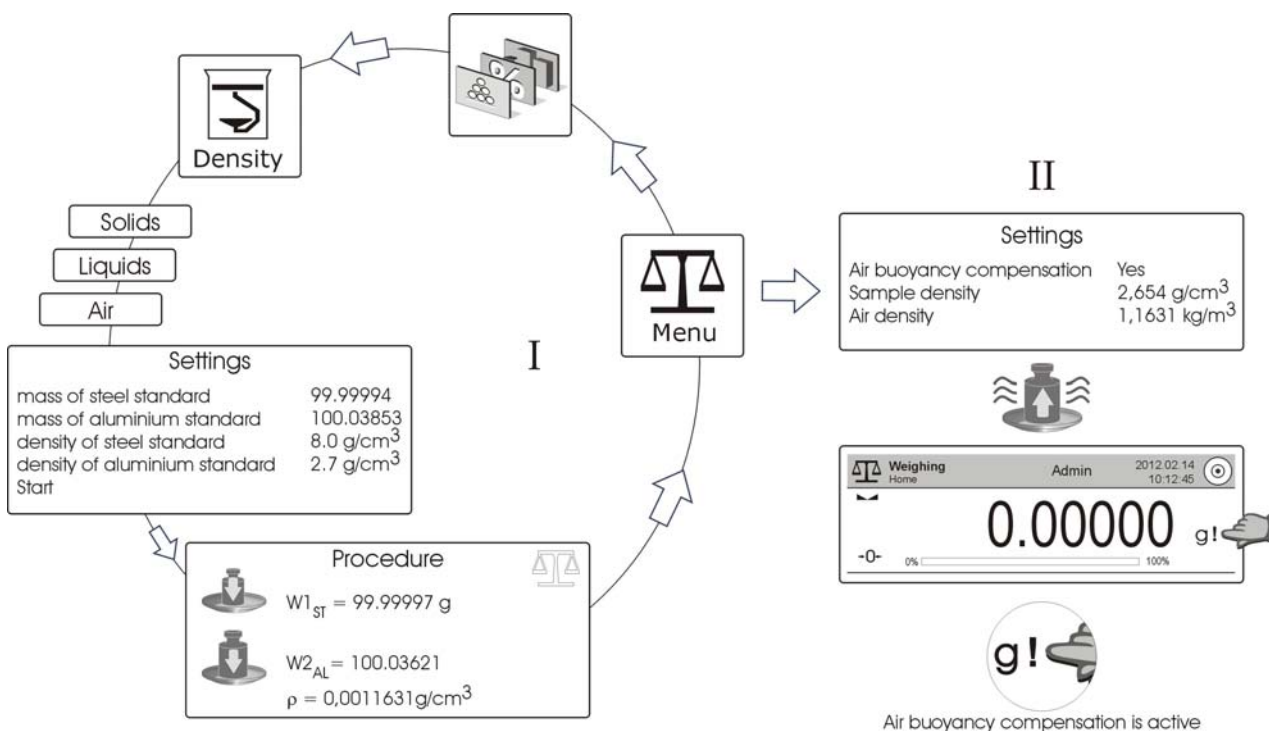 Density
Solids
Liquids
Air
Settings
mass of steel standard 99.99994
mass of aluminium standard 100.03853
density of steel standard 8.0 g/cm3
density of aluminium standard 2.7 g/cm3
Start
Procedure
W1ST = 99.99997 g
W2AL = 100.03621
ρ = 0,0011631g/cm3
I
%
Menu
II
Settings
Air buoyancy compensation Yes
Sample density 2,654 g/cm3
Air density 1,1631 kg/m3
Weighing
Home
Admin
2012.02.14
10:12:45
0.00000 g!
-0-
0% 100%
g!
Air buoyancy compensation is active